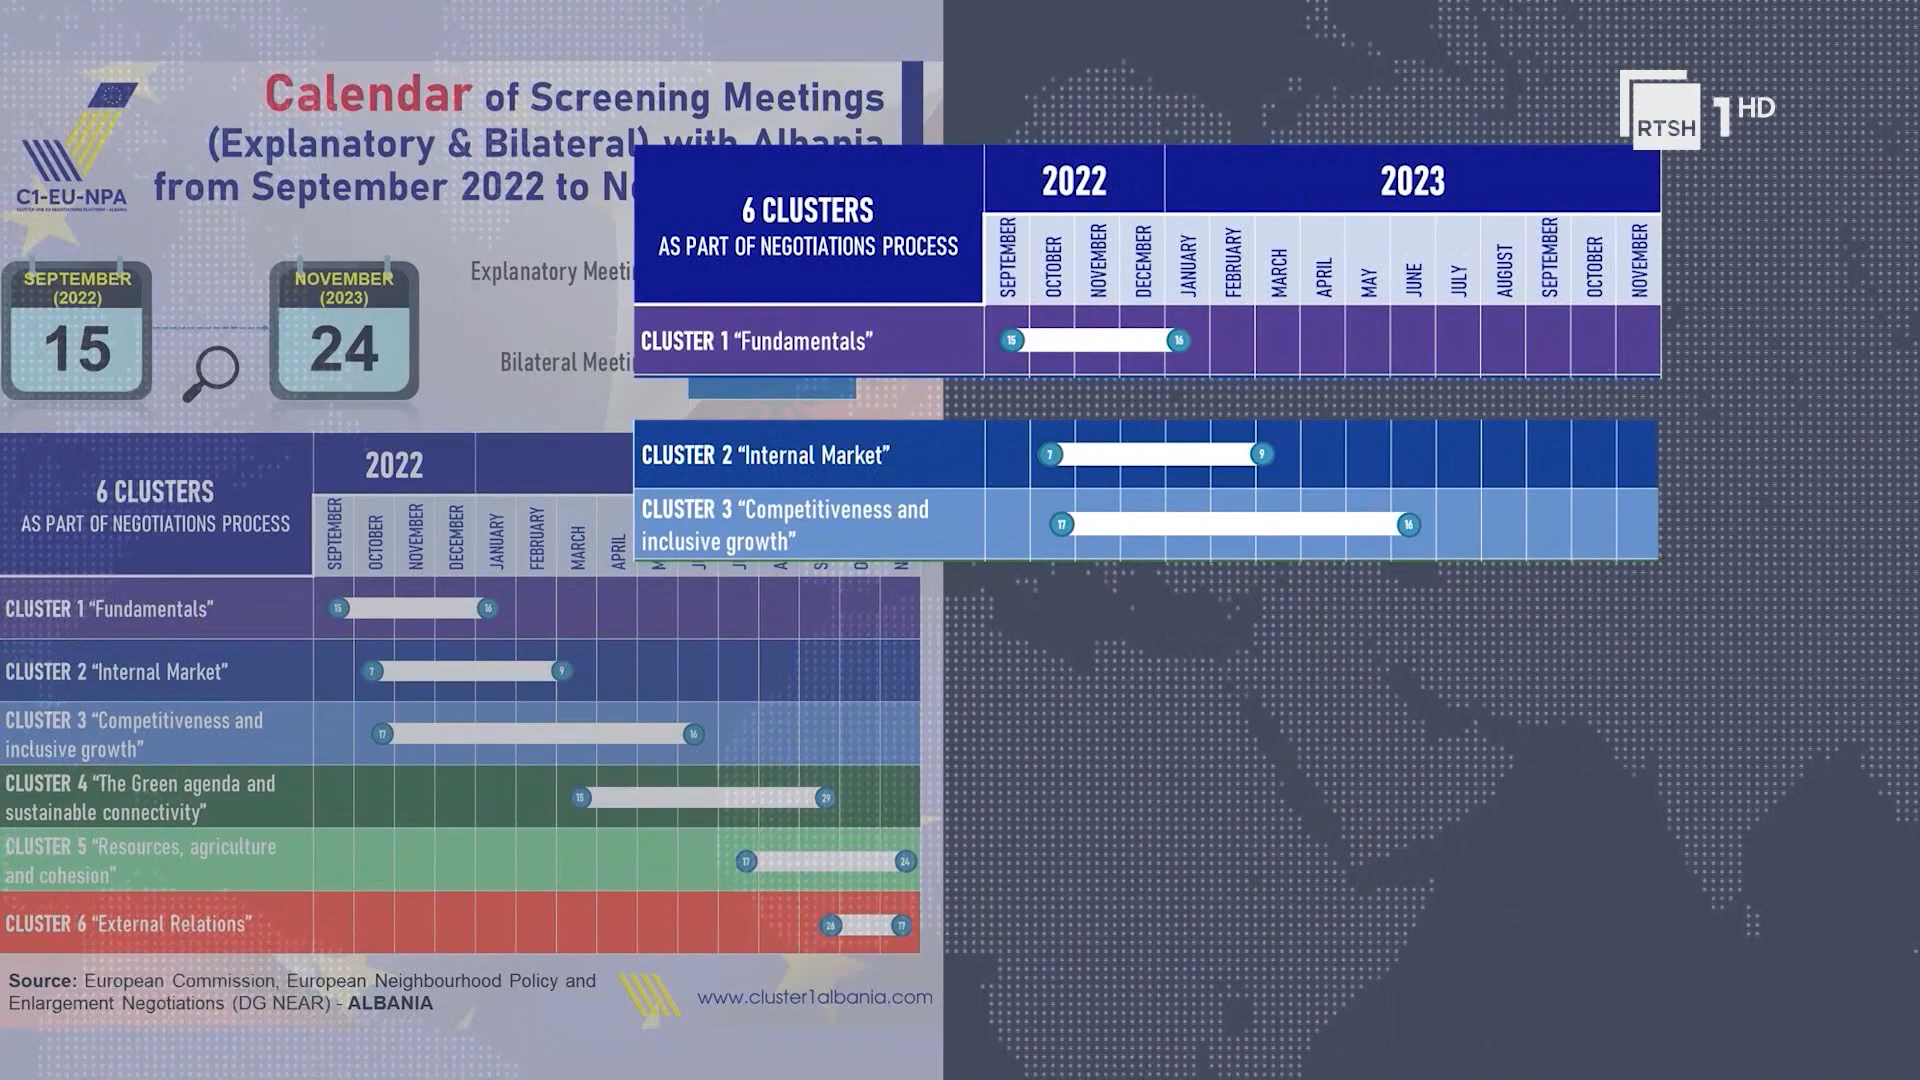 Calendar of Screening Meetings
(Explanatory & Bilateral) with Albania
from September 2022 to
C1-EU-NPA
SEPTEMBER
(2022)
15
NOVEMBER
(2023)
24
Explanatory
Bilateral
6 CLUSTERS
AS PART OF NEGOTIATIONS PROCESS
2022
SEPTEMBER
OCTOBER
NOVEMBER
DECEMBER
JANUARY
FEBRUARY
MARCH
APRIL
CLUSTER 1 “Fundamentals”
15
16
CLUSTER 2 “Internal Market”
7
9
CLUSTER 3 “Competitiveness and
inclusive growth”
17
16
CLUSTER 4 “The Green agenda and
sustainable connectivity”
15
29
CLUSTER 5 “Resources, agriculture
and cohesion”
17
24
CLUSTER 6 “External Relations”
26
17
Source: European Commission, European Neighbourhood Policy and
Enlargement Negotiations (DG NEAR) - ALBANIA
www.cluster1albania.com
6 CLUSTERS
AS PART OF NEGOTIATIONS PROCESS
2022
2023
SEPTEMBER
OCTOBER
NOVEMBER
DECEMBER
JANUARY
FEBRUARY
MARCH
APRIL
MAY
JUNE
JULY
AUGUST
SEPTEMBER
OCTOBER
NOVEMBER
CLUSTER 1 “Fundamentals”
15
16
CLUSTER 2 “Internal Market”
7
9
CLUSTER 3 “Competitiveness and
inclusive growth”
17
16
RTSH 1 HD